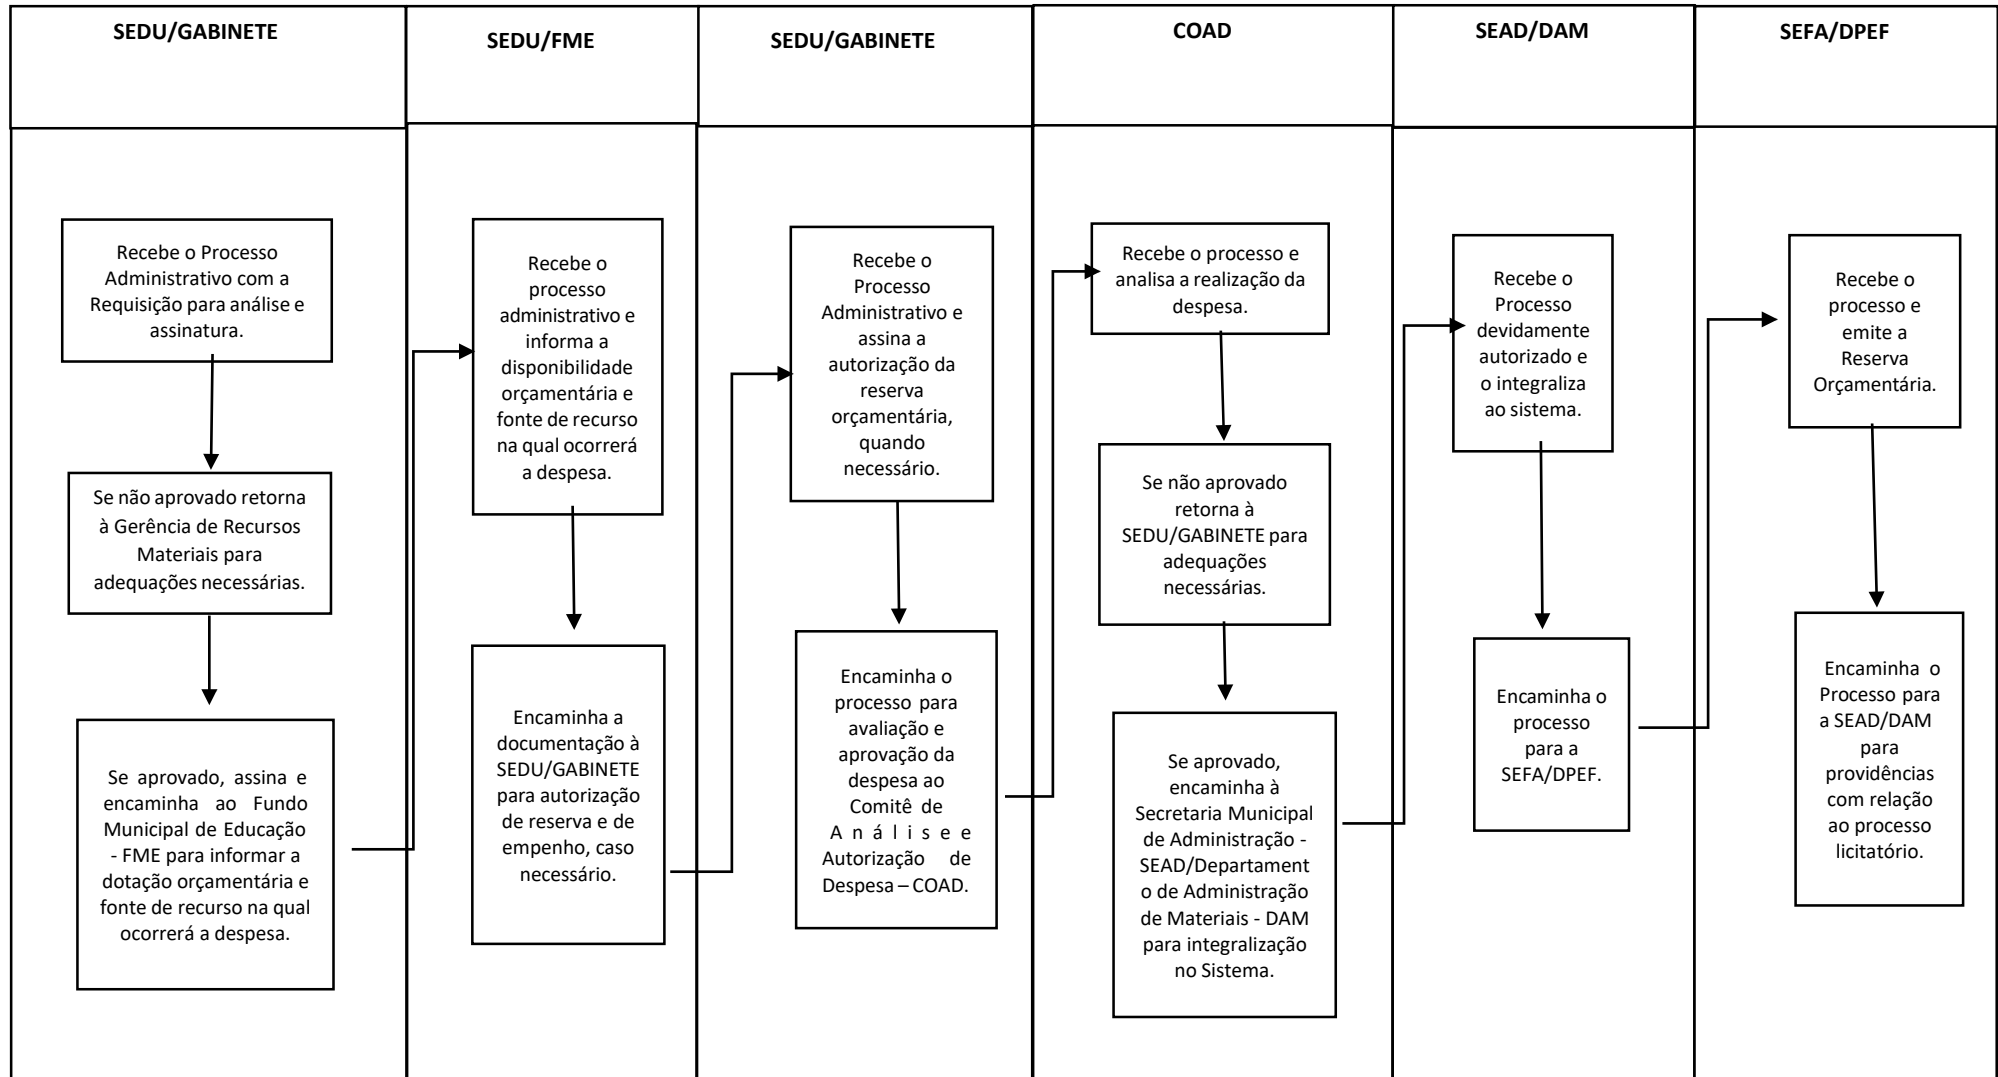 SEDU/GABINETE
SEDU/FME
SEDU/GABINETE
COAD
SEAD/DAM
SEFA/DPEF
Recebe o Processo
Administrativo com a
Requisição para análise e
assinatura.
Se não aprovado retorna
à Gerência de Recursos
Materiais para
adequações necessárias.
Se aprovado, assina e
encaminha ao Fundo
Municipal de Educação
- FME para informar a
dotação orçamentária e
fonte de recurso na qual
ocorrerá a despesa.
Recebe o
processo
administrativo e
informa a
disponibilidade
orçamentária e
fonte de recurso
na qual ocorrerá
a despesa.
Encaminha a
documentação à
SEDU/GABINETE
para autorização
de reserva e de
empenho, caso
necessário.
Recebe o
Processo
Administrativo e
assina a
autorização da
reserva
orçamentária,
quando
necessário.
Encaminha o
processo para
avaliação e
aprovação da
despesa ao
Comitê de
A n á l i s e e
Autorização de
Despesa – COAD.
Recebe o processo e
analisa a realização da
despesa.
Se não aprovado
retorna à
SEDU/GABINETE para
adequações
necessárias.
Se aprovado,
encaminha à
Secretaria Municipal
de Administração -
SEAD/Departament
o de Administração
de Materiais - DAM
para integralização
no Sistema.
Recebe o
Processo
devidamente
autorizado e
o integraliza
ao sistema.
Encaminha o
processo
para a
SEFA/DPEF.
Recebe o
processo e
emite a
Reserva
Orçamentária.
Encaminha o
Processo para
a SEAD/DAM
para
providências
com relação
ao processo
licitatório.